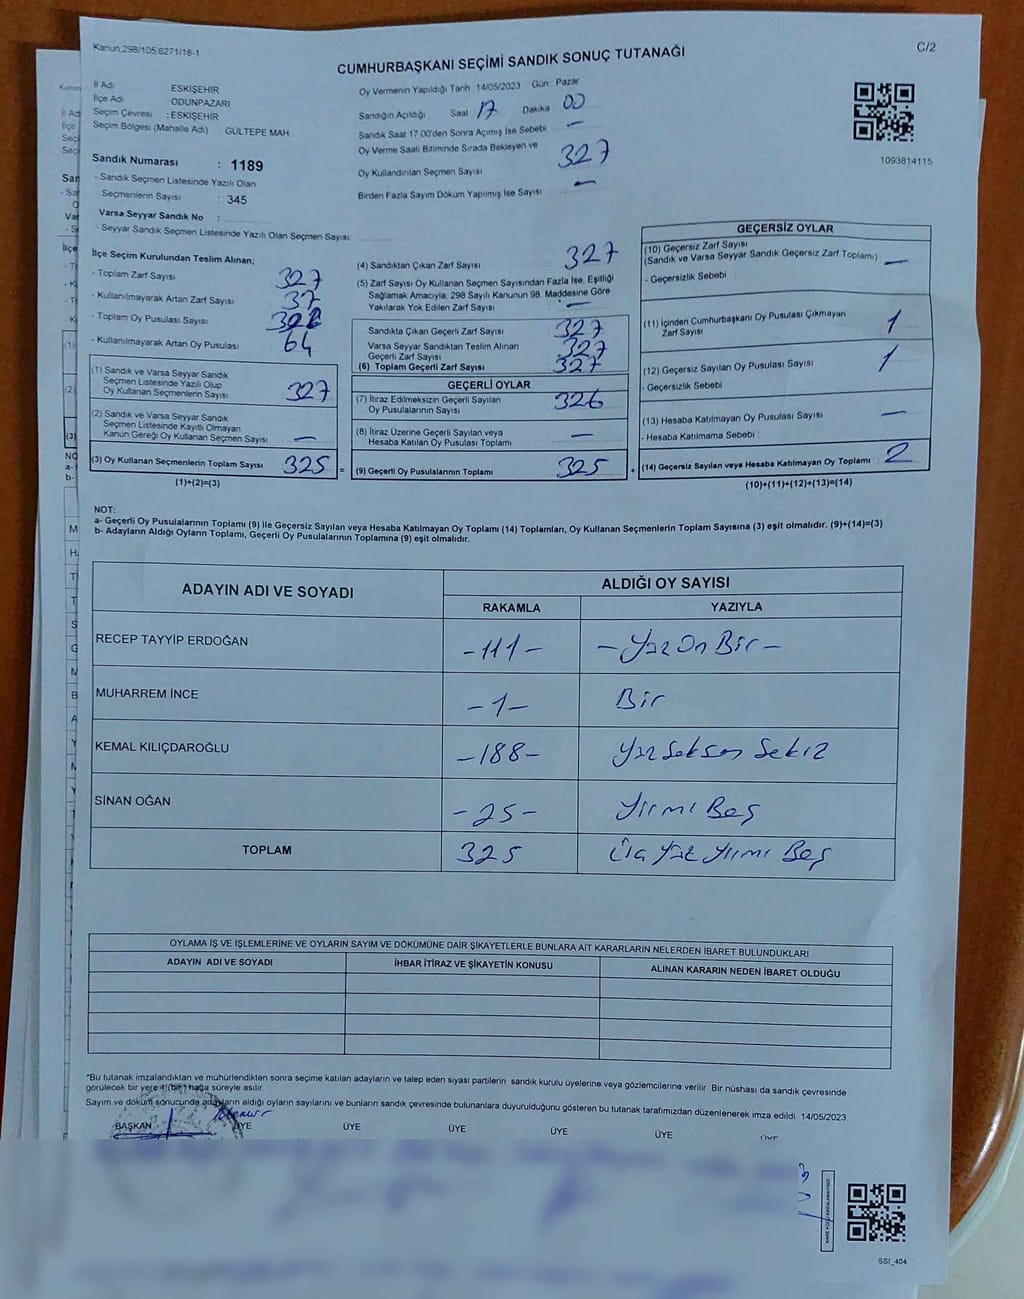 Kanun.298/105.6271/18-1
C/2
CUMHURBAŞKANI SEÇİMİ SANDIK SONUÇ TUTANAĞI
İl Adı ESKİŞEHİR
İlçe Adı : ODUNPAZARI
Seçim Çevresi : ESKİŞEHİR
Seçim Bölgesi (Mahalle Adı) GÜLTEPE MAH
Sandık Numarası : 1189
- Sandık Seçmen Listesinde Yazılı Olan
Seçmenlerin Sayısı : 345
Varsa Seyyar Sandık No :
- Seyyar Sandık Seçmen Listesinde Yazılı Olan Seçmen Sayısı:
Oy Vermenin Yapıldığı Tarih 14/05/2023 Gün Pazar
Sandığın Açıldığı Saat 17 Dakika 00
Sandık Saat 17:00'den Sonra Açımış İse Sebebi —
Oy Verme Saati Bitiminde Sırada Bekleyen ve
Oy Kullandırılan Seçmen Sayısı 327
Birden Fazla Sayım Döküm Yapılmış İse Sayısı —
1093814115
İlçe Seçim Kurulundan Teslim Alınan;
- Toplam Zarf Sayısı 327
- Kullanılmayarak Artan Zarf Sayısı 37
- Toplam Oy Pusulası Sayısı
- Kullanılmayarak Artan Oy Pusulası 64
(1) Sandık ve Varsa Seyyar Sandık
Seçmen Listesinde Yazılı Olup
Oy Kullanan Seçmenlerin Sayısı 327
(2) Sandık ve Varsa Seyyar Sandık
Seçmen Listesinde Kayıtlı Olmayan
Kanun Gereği Oy Kullanan Seçmen Sayısı —
(3) Oy Kullanan Seçmenlerin Toplam Sayısı 325 =
(1)+(2)=(3)
(4) Sandıktan Çıkan Zarf Sayısı 327
(5) Zarf Sayısı Oy Kullanan Seçmen Sayısından Fazla İse, Eşitliği
Sağlamak Amacıyla, 298 Sayılı Kanunun 98. Maddesine Göre
Yakılarak Yok Edilen Zarf Sayısı —
Sandıkta Çıkan Geçerli Zarf Sayısı 327
Varsa Seyyar Sandıktan Teslim Alınan
Geçerli Zarf Sayısı 327
(6) Toplam Geçerli Zarf Sayısı 327
GEÇERLİ OYLAR
(7) İtiraz Edilmeksizin Geçerli Sayılan
Oy Pusulalarının Sayısı 326
(8) İtiraz Üzerine Geçerli Sayılan veya
Hesaba Katılan Oy Pusulası Toplamı —
(9) Geçerli Oy Pusulalarının Toplamı 325 +
GEÇERSİZ OYLAR
(10) Geçersiz Zarf Sayısı
(Sandık ve Varsa Seyyar Sandık Geçersiz Zarf Toplamı) —
- Geçersizlik Sebebi :
(11) İçinden Cumhurbaşkanı Oy Pusulası Çıkmayan
Zarf Sayısı 1
(12) Geçersiz Sayılan Oy Pusulası Sayısı 1
- Geçersizlik Sebebi :
(13) Hesaba Katılmayan Oy Pusulası Sayısı —
- Hesaba Katılmama Sebebi :
(14) Geçersiz Sayılan veya Hesaba Katılmayan Oy Toplamı : 2
(10)+(11)+(12)+(13)=(14)
NOT:
a- Geçerli Oy Pusulalarının Toplamı (9) ile Geçersiz Sayılan veya Hesaba Katılmayan Oy Toplamı (14) Toplamları, Oy Kullanan Seçmenlerin Toplam Sayısına (3) eşit olmalıdır. (9)+(14)=(3)
b- Adayların Aldığı Oyların Toplamı, Geçerli Oy Pusulalarının Toplamına (9) eşit olmalıdır.
ADAYIN ADI VE SOYADI ALDIĞI OY SAYISI
RAKAMLA YAZIYLA
RECEP TAYYİP ERDOĞAN -111- -Yüz On Bir-
MUHARREM İNCE -1- Bir
KEMAL KILIÇDAROĞLU -188- Yüz Seksen Sekiz
SİNAN OĞAN -25- Yirmi Beş
TOPLAM 325 Üç Yüz Yirmi Beş
OYLAMA İŞ VE İŞLEMLERİNE VE OYLARIN SAYIM VE DÖKÜMÜNE DAİR ŞİKAYETLERLE BUNLARA AİT KARARLARIN NELERDEN İBARET BULUNDUKLARI
ADAYIN ADI VE SOYADI İHBAR İTİRAZ VE ŞİKAYETİN KONUSU ALINAN KARARIN NEDEN İBARET OLDUĞU
*Bu tutanak imzalandıktan ve mühürlendikten sonra seçime katılan adayların ve talep eden siyasi partilerin sandık kurulu üyelerine veya gözlemcilerine verilir. Bir nüshası da sandık çevresinde
görülecek bir yere 1 (bir) hafta süreyle asılır.
Sayım ve döküm sonucunda adayların aldığı oyların sayılarını ve bunların sandık çevresinde bulunanlara duyurulduğunu gösteren bu tutanak tarafımızdan düzenlenerek imza edildi. 14/05/2023
BAŞKAN ÜYE ÜYE ÜYE ÜYE ÜYE ÜYE
SSI_404